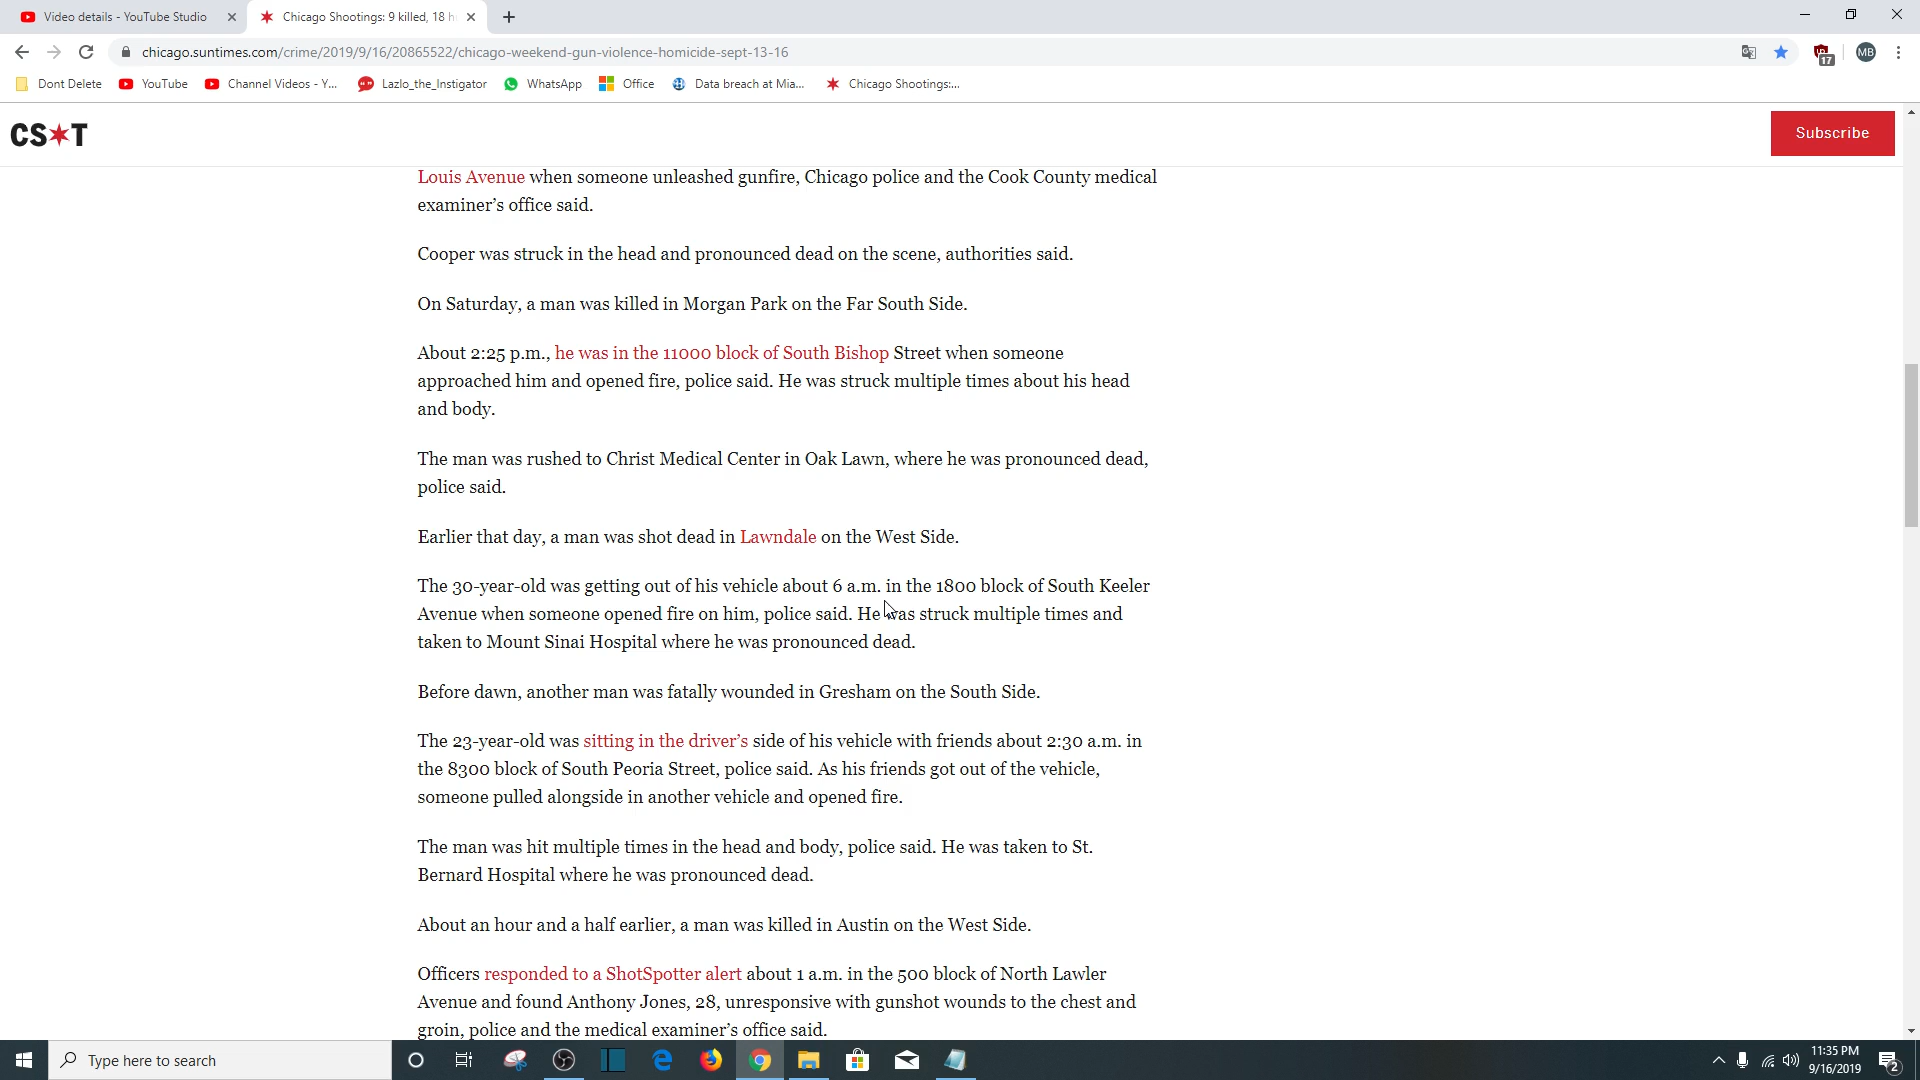 Video details - YouTube Studio
Chicago Shootings: 9 killed, 18 h
chicago.suntimes.com/crime/2019/9/16/20865522/chicago-weekend-gun-violence-homicide-sept-13-16
17
MB
Dont Delete
YouTube
Channel Videos - Y...
Lazlo_the_Instigator
WhatsApp
Office
Data breach at Mia...
Chicago Shootings:...
CS T
Subscribe
Louis Avenue when someone unleashed gunfire, Chicago police and the Cook County medical
examiner’s office said.
Cooper was struck in the head and pronounced dead on the scene, authorities said.
On Saturday, a man was killed in Morgan Park on the Far South Side.
About 2:25 p.m., he was in the 11000 block of South Bishop Street when someone
approached him and opened fire, police said. He was struck multiple times about his head
and body.
The man was rushed to Christ Medical Center in Oak Lawn, where he was pronounced dead,
police said.
Earlier that day, a man was shot dead in Lawndale on the West Side.
The 30-year-old was getting out of his vehicle about 6 a.m. in the 1800 block of South Keeler
Avenue when someone opened fire on him, police said. He was struck multiple times and
taken to Mount Sinai Hospital where he was pronounced dead.
Before dawn, another man was fatally wounded in Gresham on the South Side.
The 23-year-old was sitting in the driver’s side of his vehicle with friends about 2:30 a.m. in
the 8300 block of South Peoria Street, police said. As his friends got out of the vehicle,
someone pulled alongside in another vehicle and opened fire.
The man was hit multiple times in the head and body, police said. He was taken to St.
Bernard Hospital where he was pronounced dead.
About an hour and a half earlier, a man was killed in Austin on the West Side.
Officers responded to a ShotSpotter alert about 1 a.m. in the 500 block of North Lawler
Avenue and found Anthony Jones, 28, unresponsive with gunshot wounds to the chest and
groin, police and the medical examiner’s office said.
Type here to search
11:35 PM
9/16/2019
2